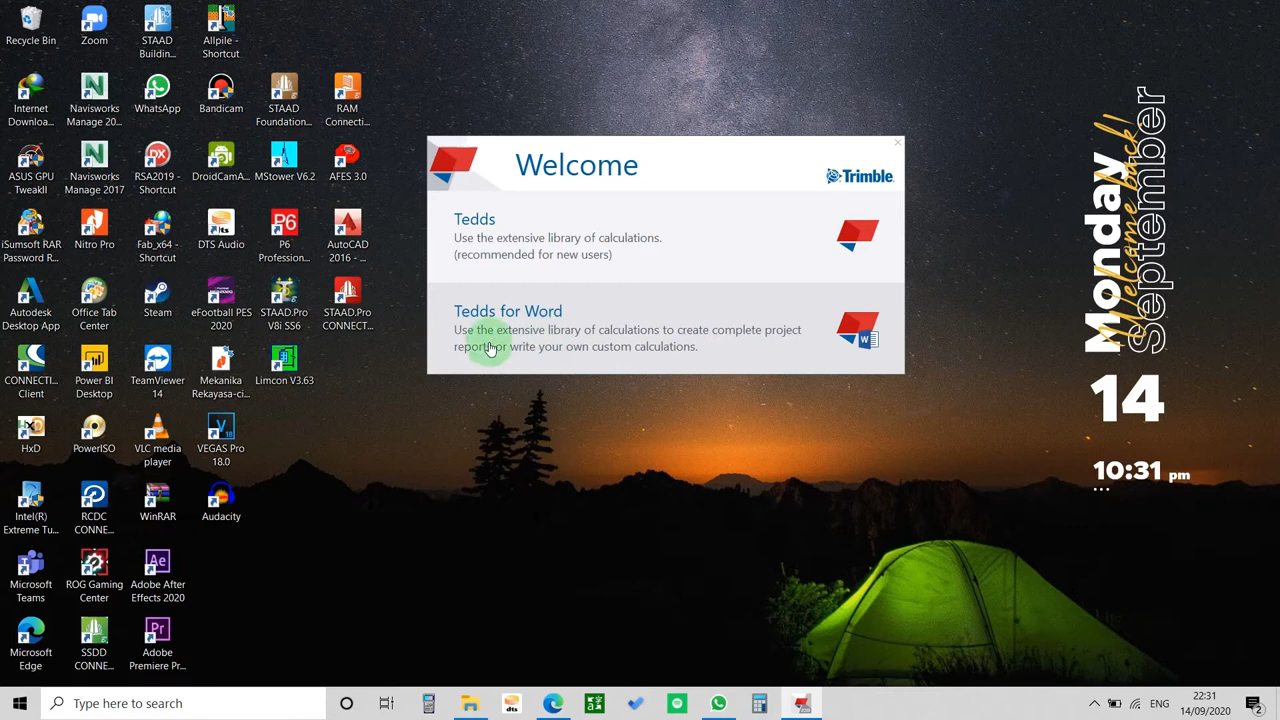 Recycle Bin
Zoom
STAAD
Buildin...
Allpile -
Shortcut
Internet
Downloa...
Navisworks
Manage 20...
WhatsApp
Bandicam
STAAD
Foundation...
RAM
Connecti...
ASUS GPU
TweakII
Navisworks
Manage 2017
RSA2019 -
Shortcut
DroidCamA...
MStower V6.2
AFES 3.0
iSumsoft RAR
Password R...
Nitro Pro
Fab_x64 -
Shortcut
DTS Audio
P6
Profession...
AutoCAD
2016 - ...
Autodesk
Desktop App
Office Tab
Center
Steam
eFootball PES
2020
STAAD.Pro
V8i SS6
STAAD.Pro
CONNECT...
CONNECTI...
Client
Power BI
Desktop
TeamViewer
14
Mekanika
Rekayasa-ci...
Limcon V3.63
HxD
PowerISO
VLC media
player
VEGAS Pro
18.0
Intel(R)
Extreme Tu...
RCDC
CONNE...
WinRAR
Audacity
Microsoft
Teams
ROG Gaming
Center
Adobe After
Effects 2020
Microsoft
Edge
SSDD
CONNE...
Adobe
Premiere Pr...
Welcome
Trimble
Tedds
Use the extensive library of calculations.
(recommended for new users)
Tedds for Word
Use the extensive library of calculations to create complete project
reports or write your own custom calculations.
Monday
Welcome back!
September
14
10:31 pm
Type here to search
ENG
22:31
14/09/2020
2